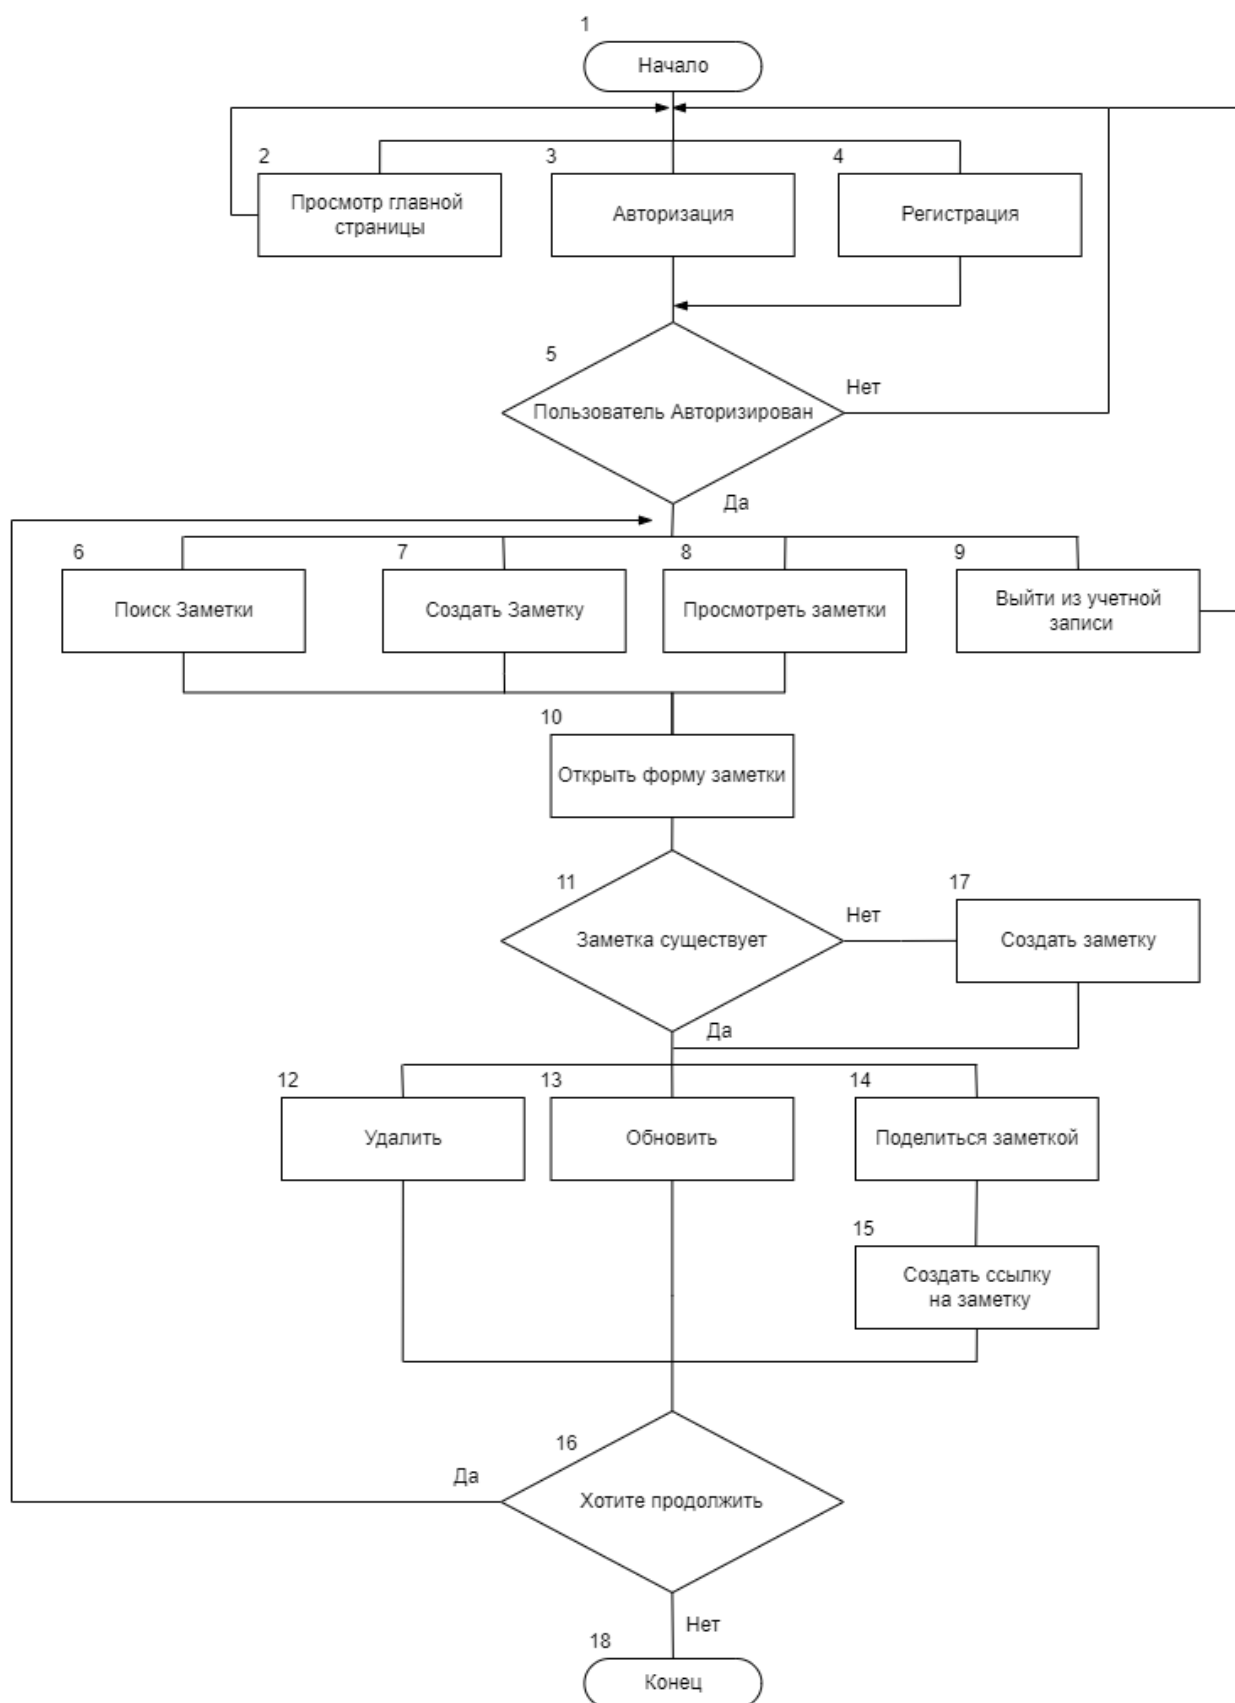 1
Начало
2
3
4
Просмотр главной
страницы
Авторизация
Регистрация
5
Нет
Пользователь Авторизирован
Да
6
7
8
9
Поиск Заметки
Создать Заметку
Просмотреть заметки
Выйти из учетной
записи
10
Открыть форму заметки
11
17
Нет
Заметка существует
Создать заметку
Да
12
13
14
Удалить
Обновить
Поделиться заметкой
15
Создать ссылку
на заметку
16
Да
Хотите продолжить
Нет
18
Конец